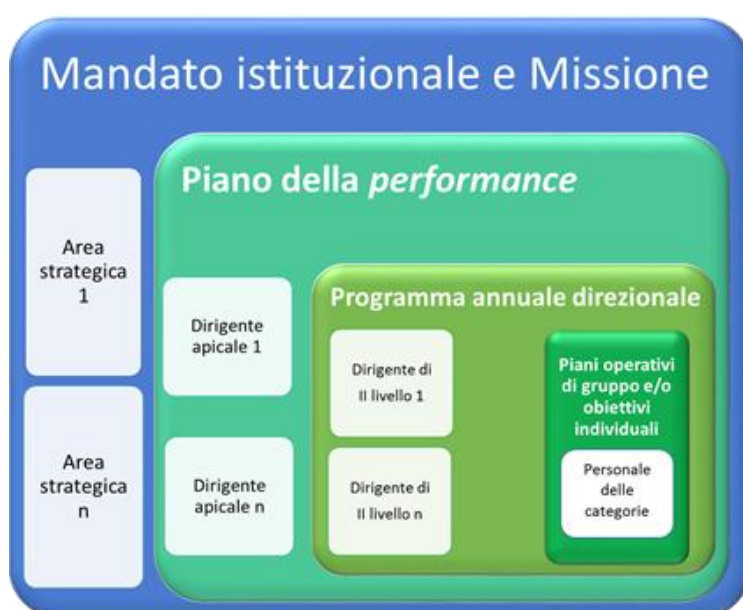 Mandato istituzionale e Missione
Piano della performance
Area
strategica
1
Programma annuale direzionale
Dirigente
apicale 1
Dirigente di
II livello 1
Piani operativi
di gruppo e/o
obiettivi
individuali
Area
strategica
n
Dirigente
apicale n
Dirigente di
II livello n
Personale
delle
categorie